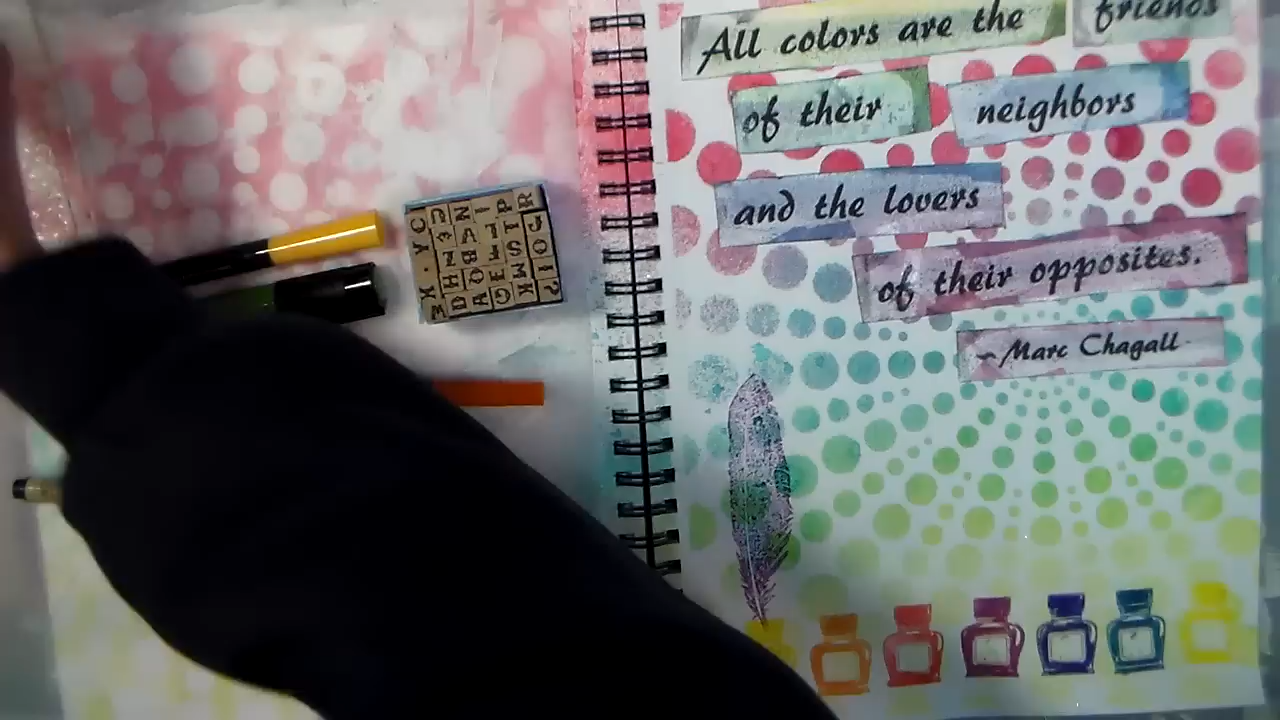 All colors are the friends
of their neighbors
and the lovers
of their opposites.
~Marc Chagall-